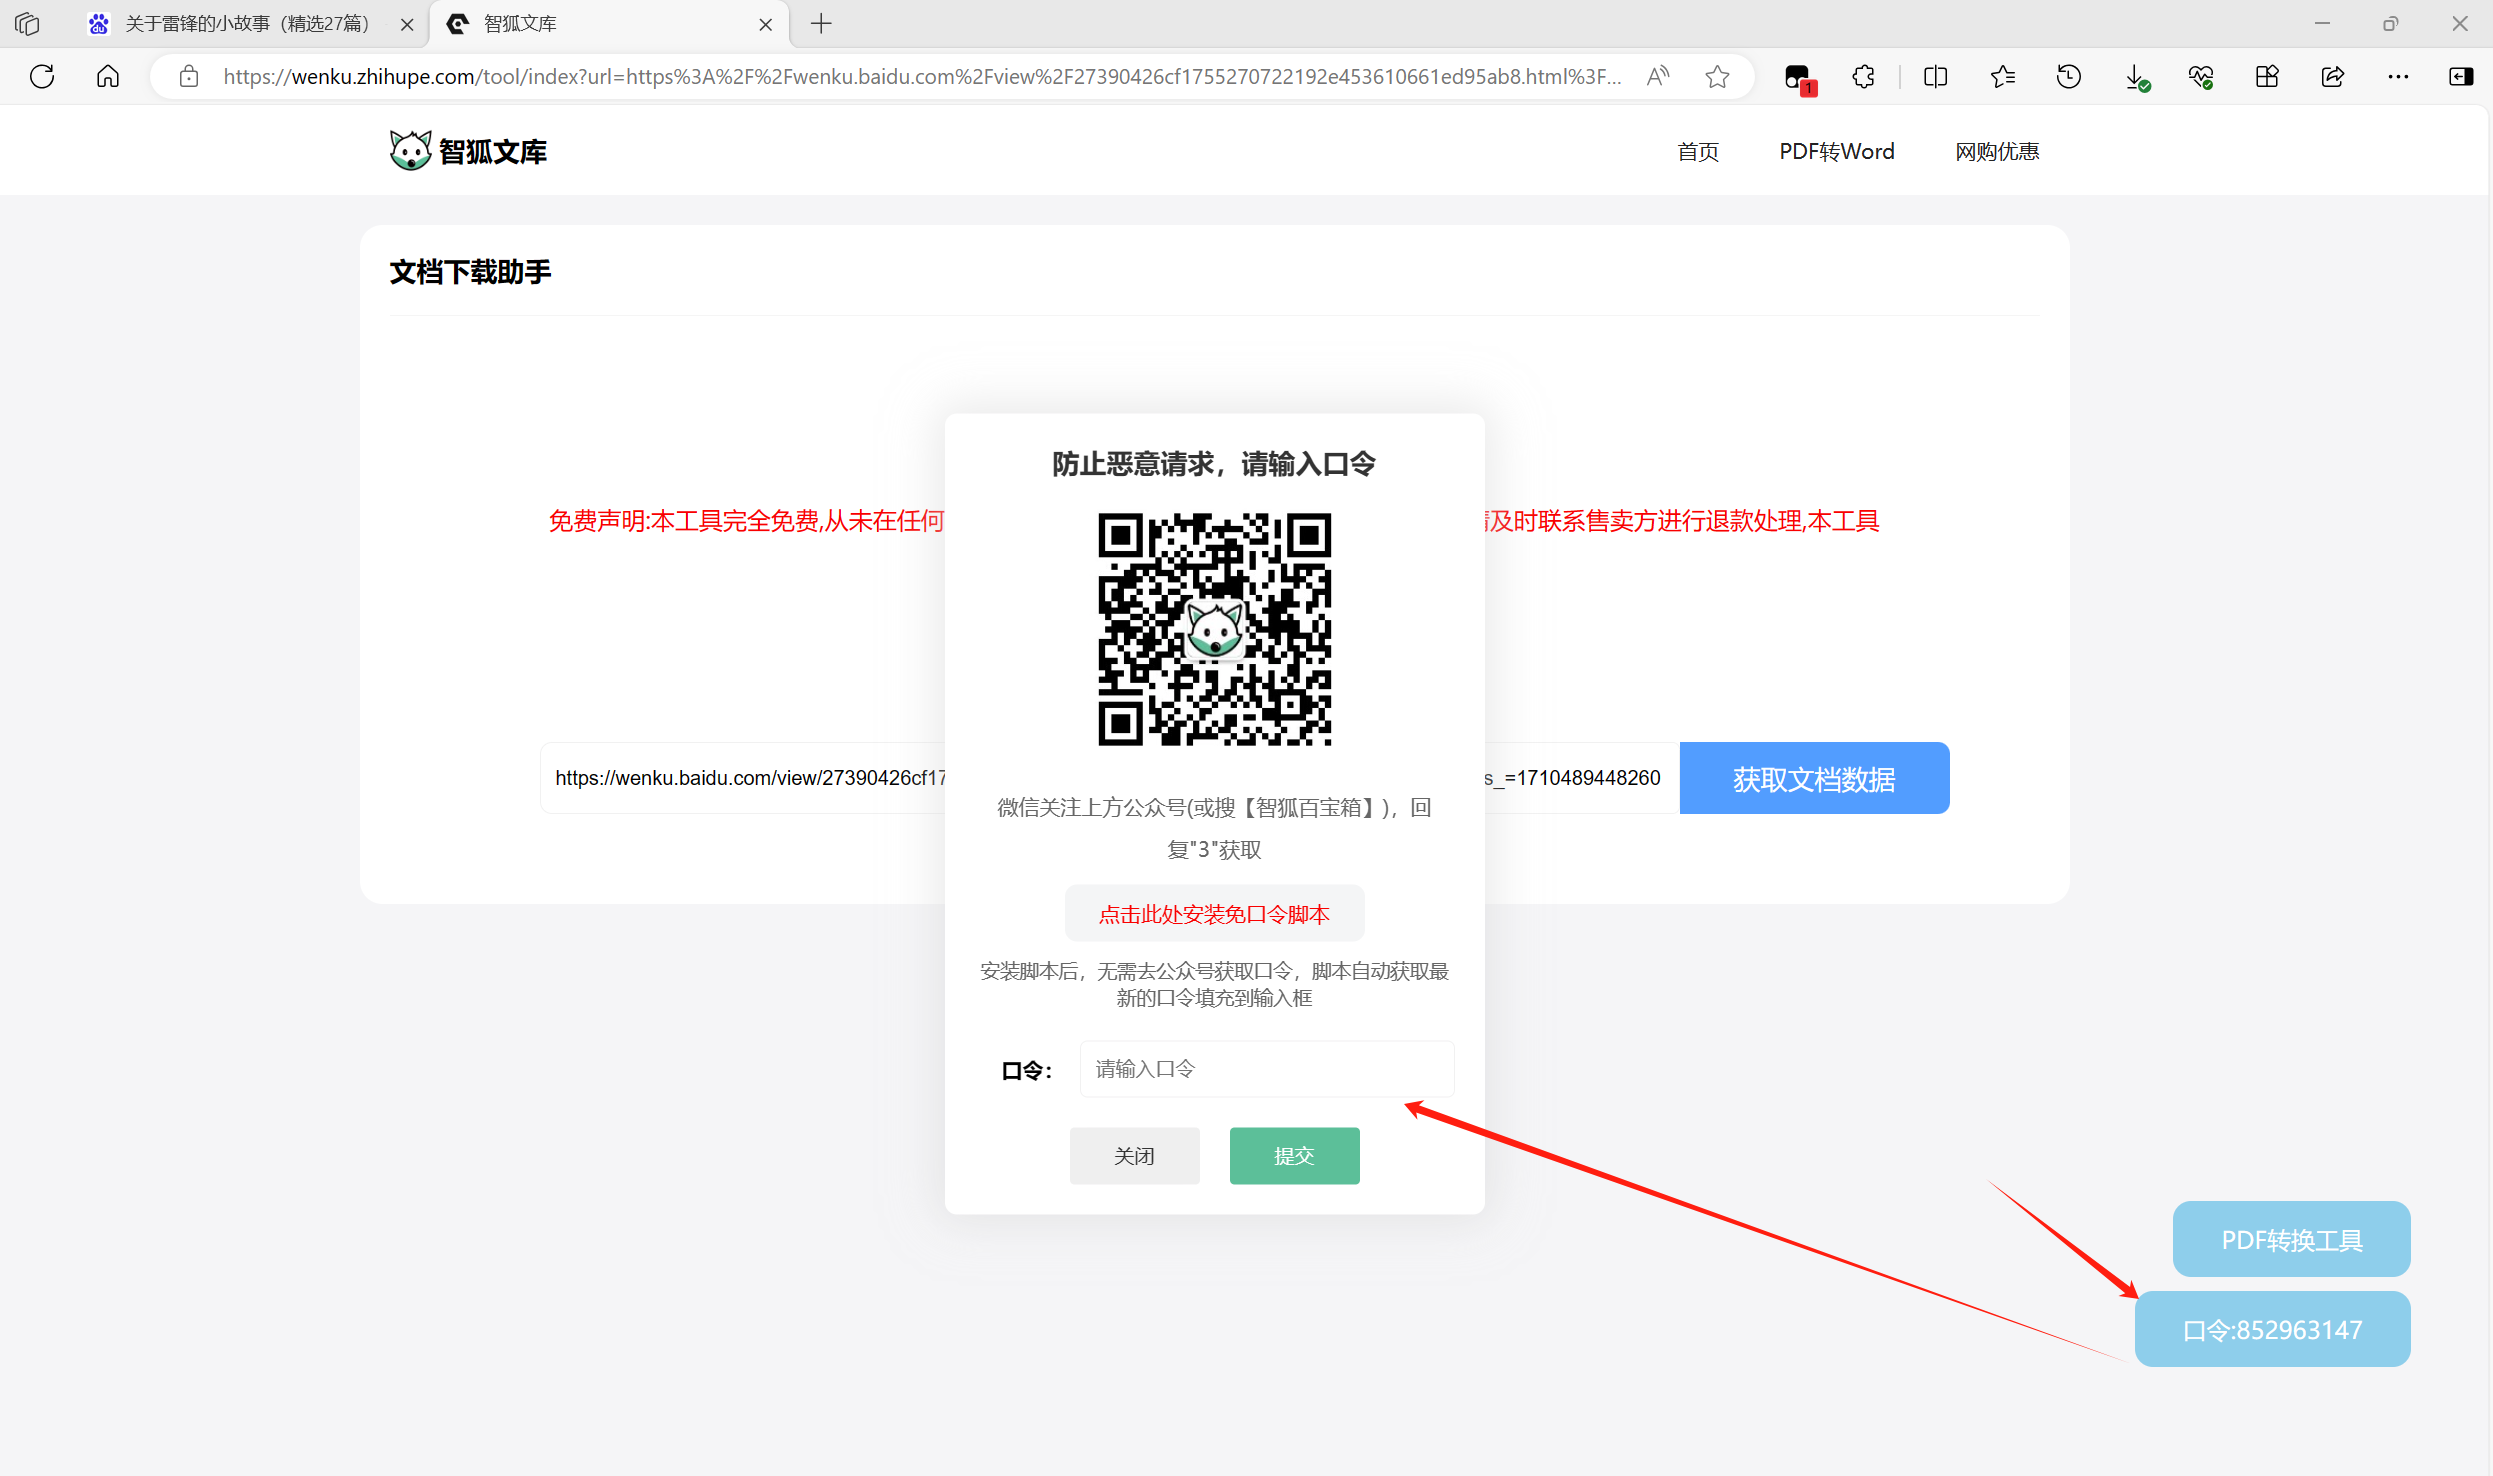 关于雷锋的小故事（精选27篇）
智狐文库
https://wenku.zhihupe.com/tool/index?url=https%3A%2F%2Fwenku.baidu.com%2Fview%2F27390426cf1755270722192e453610661ed95ab8.html%3F...
1
智狐文库
首页
PDF转Word
网购优惠
文档下载助手
防止恶意请求，请输入口令
免费声明:本工具完全免费,从未在任何
及时联系售卖方进行退款处理,本工具
https://wenku.baidu.com/view/27390426cf17
s_=1710489448260
获取文档数据
微信关注上方公众号(或搜【智狐百宝箱】)，回
复"3"获取
点击此处安装免口令脚本
安装脚本后，无需去公众号获取口令，脚本自动获取最
新的口令填充到输入框
口令：
请输入口令
关闭
提交
PDF转换工具
口令:852963147